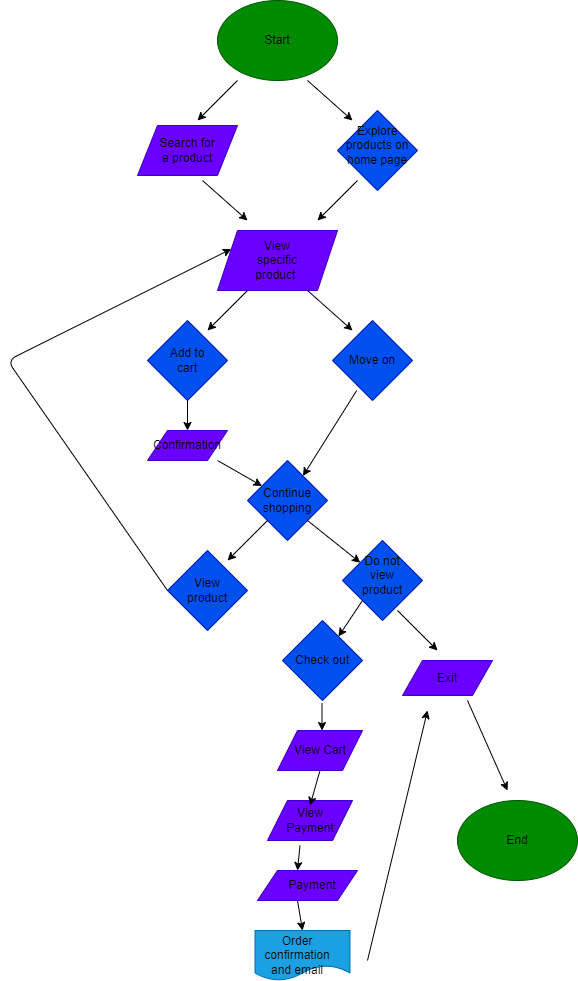 Start
Search for
a product
Explore
products on
home page
View
specific
product
Add to
cart
Move on
Confirmation
Continue
shopping
View
product
Do not
view
product
Check out
Exit
View Cart
View
Payment
End
Payment
Order
confirmation
and email